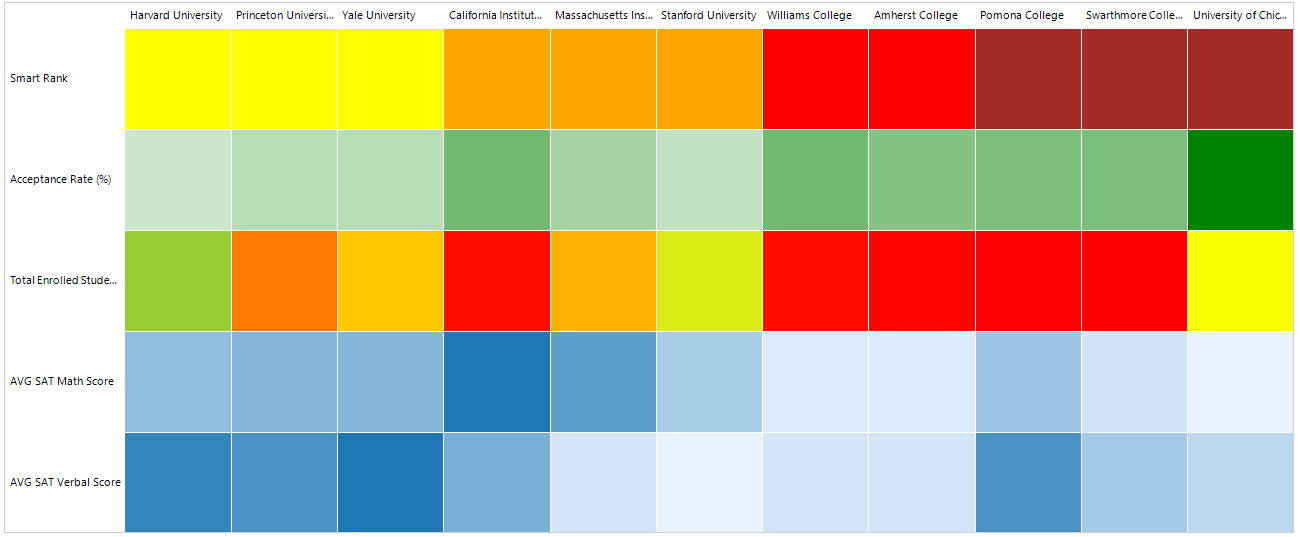 Harvard University Princeton Universi... Yale University California Institut... Massachusetts Ins... Stanford University Williams College Amherst College Pomona College Swarthmore Colle... University of Chic...
Smart Rank
Acceptance Rate (%)
Total Enrolled Stude...
AVG SAT Math Score
AVG SAT Verbal Score